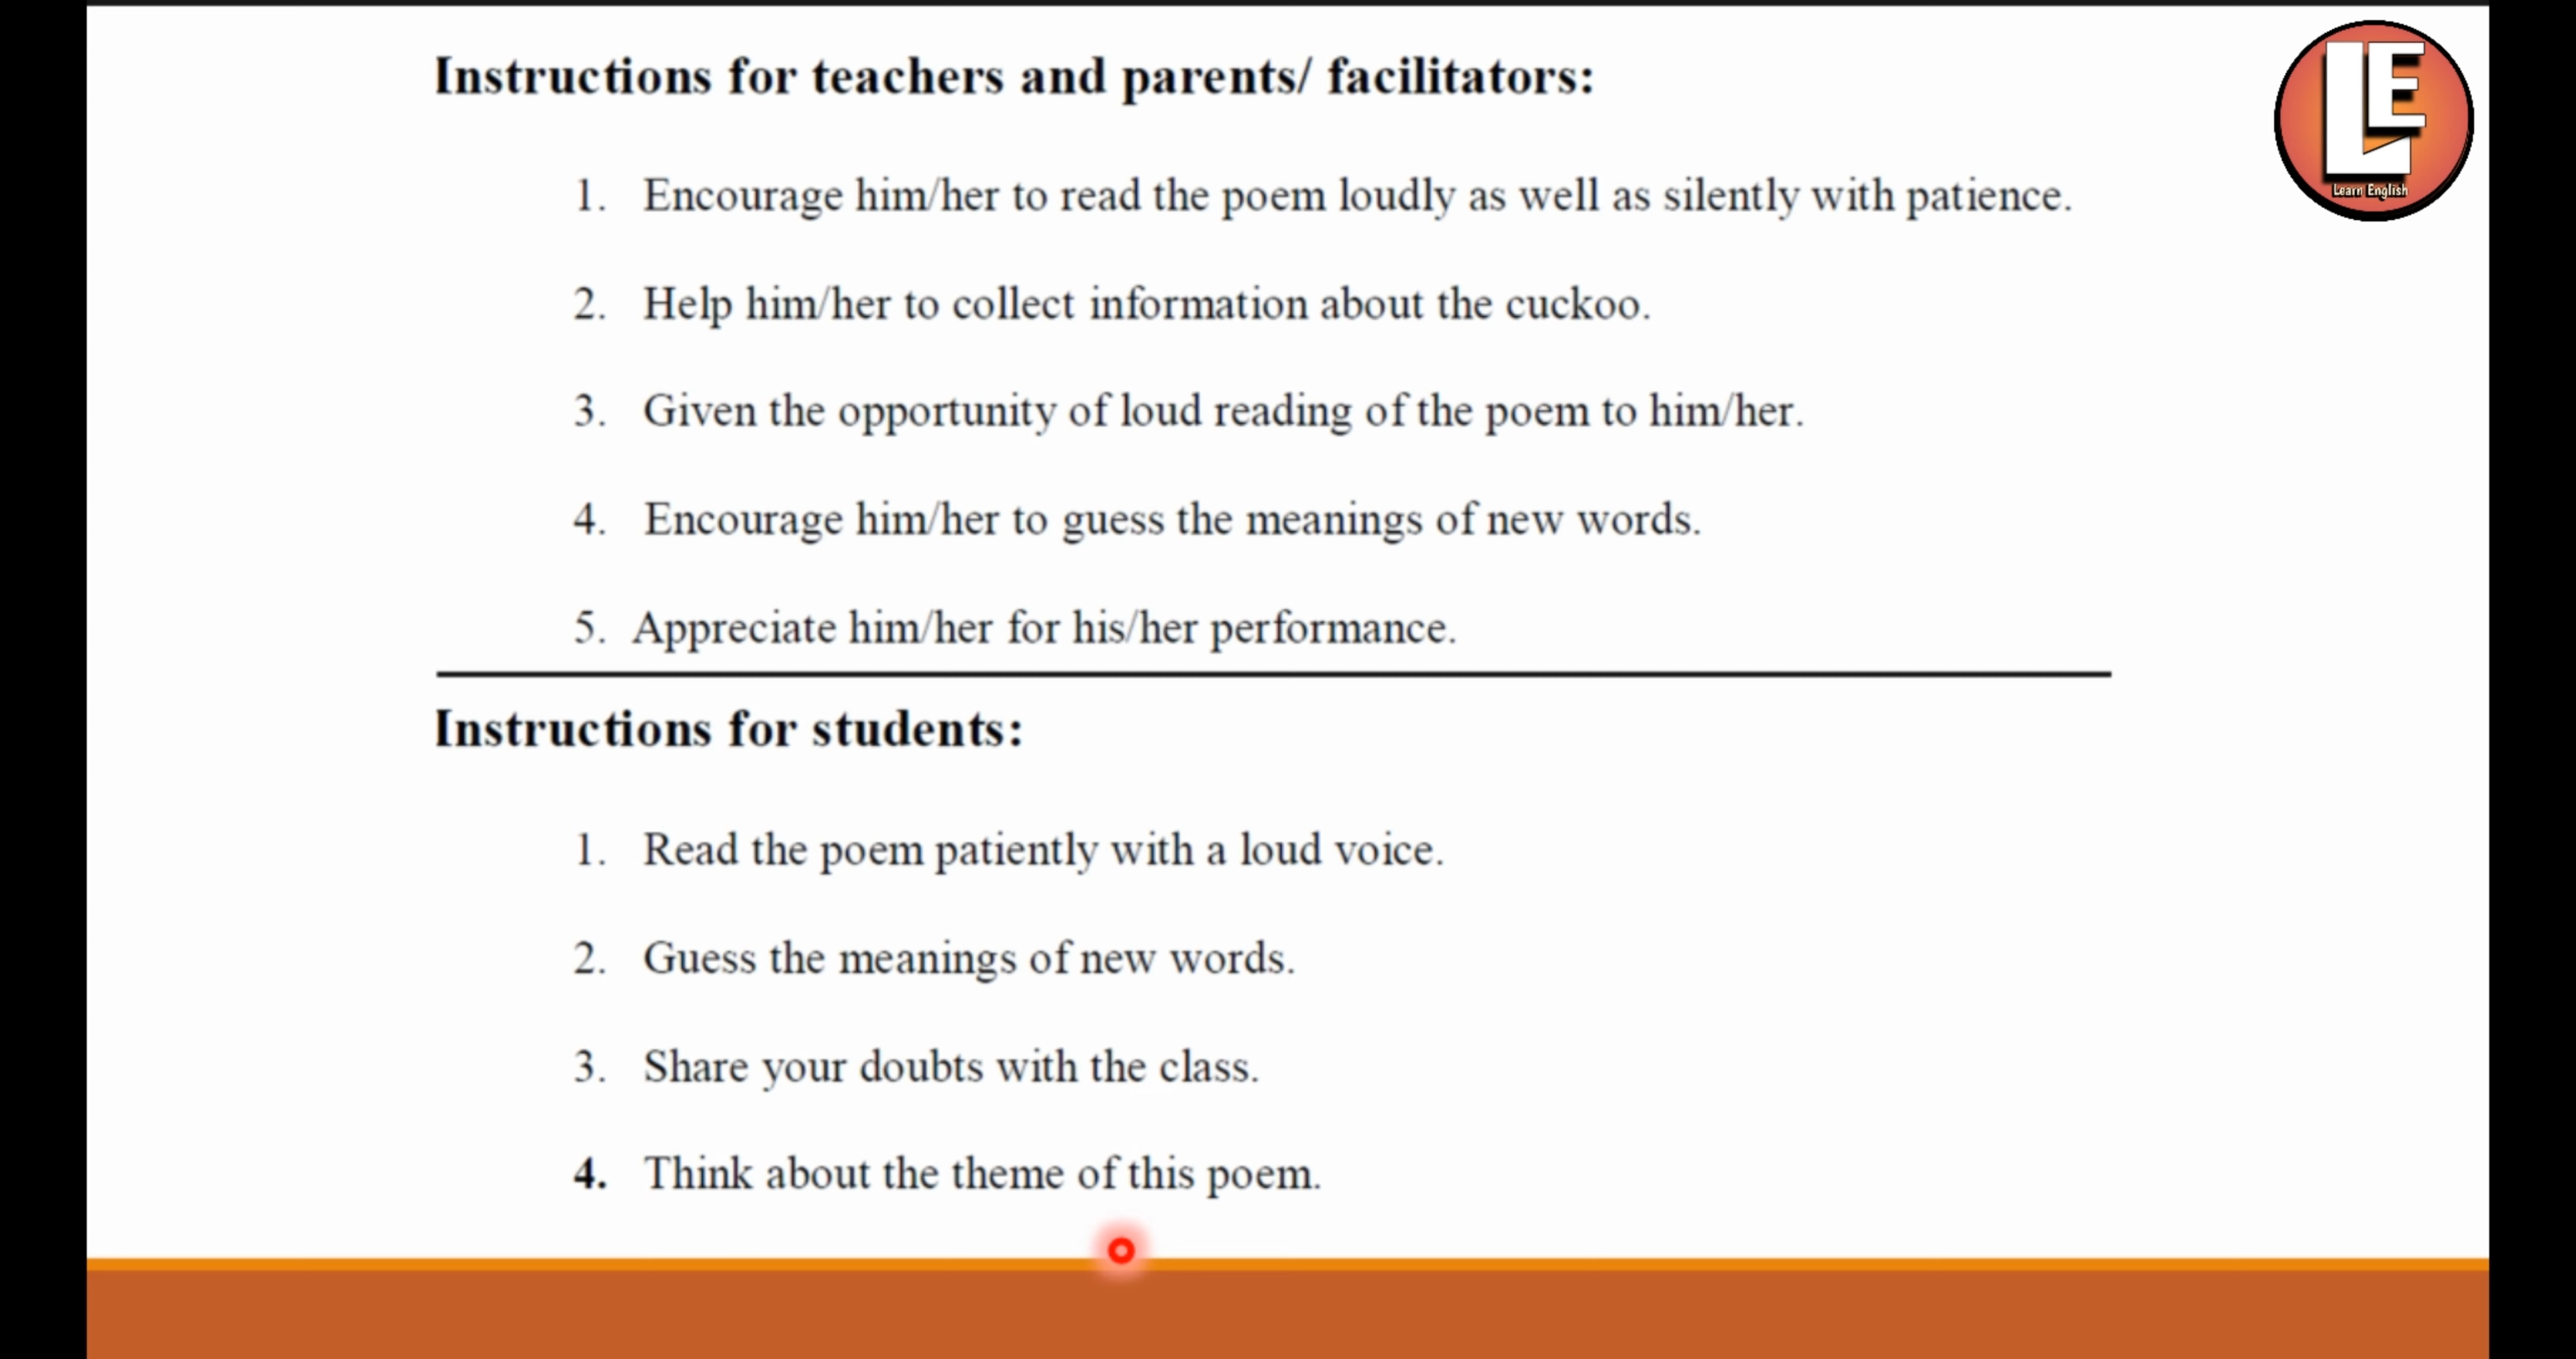 Instructions for teachers and parents/ facilitators:
1. Encourage him/her to read the poem loudly as well as silently with patience.
2. Help him/her to collect information about the cuckoo.
3. Given the opportunity of loud reading of the poem to him/her.
4. Encourage him/her to guess the meanings of new words.
5. Appreciate him/her for his/her performance.
Instructions for students:
1. Read the poem patiently with a loud voice.
2. Guess the meanings of new words.
3. Share your doubts with the class.
4. Think about the theme of this poem.
LE
Learn English